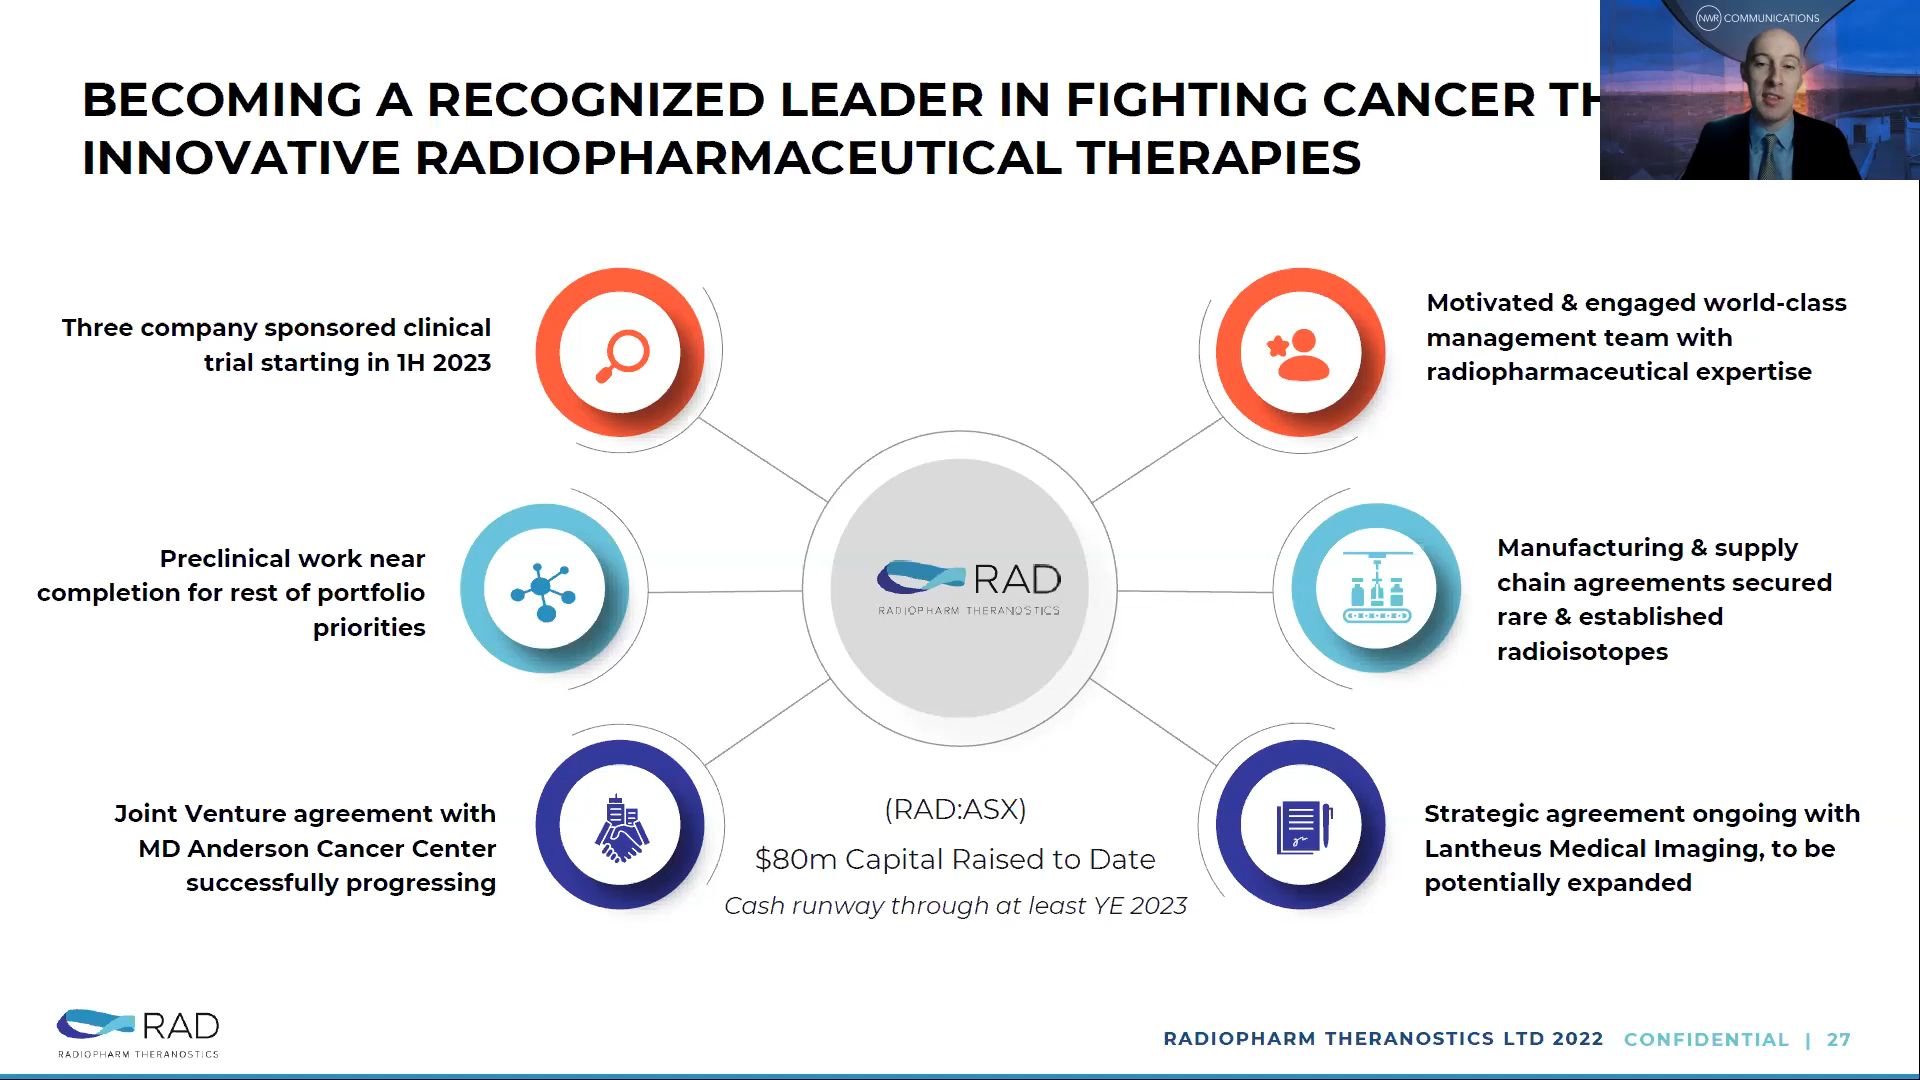 NWR COMMUNICATIONS
BECOMING A RECOGNIZED LEADER IN FIGHTING CANCER TH
INNOVATIVE RADIOPHARMACEUTICAL THERAPIES
Three company sponsored clinical
trial starting in 1H 2023
Motivated & engaged world-class
management team with
radiopharmaceutical expertise
Preclinical work near
completion for rest of portfolio
priorities
RAD
RADIOPHARM THERANOSTICS
Manufacturing & supply
chain agreements secured
rare & established
radioisotopes
Joint Venture agreement with
MD Anderson Cancer Center
successfully progressing
(RAD:ASX)
$80m Capital Raised to Date
Cash runway through at least YE 2023
Strategic agreement ongoing with
Lantheus Medical Imaging, to be
potentially expanded
RAD
RADIOPHARM THERANOSTICS
RADIOPHARM THERANOSTICS LTD 2022 CONFIDENTIAL | 27